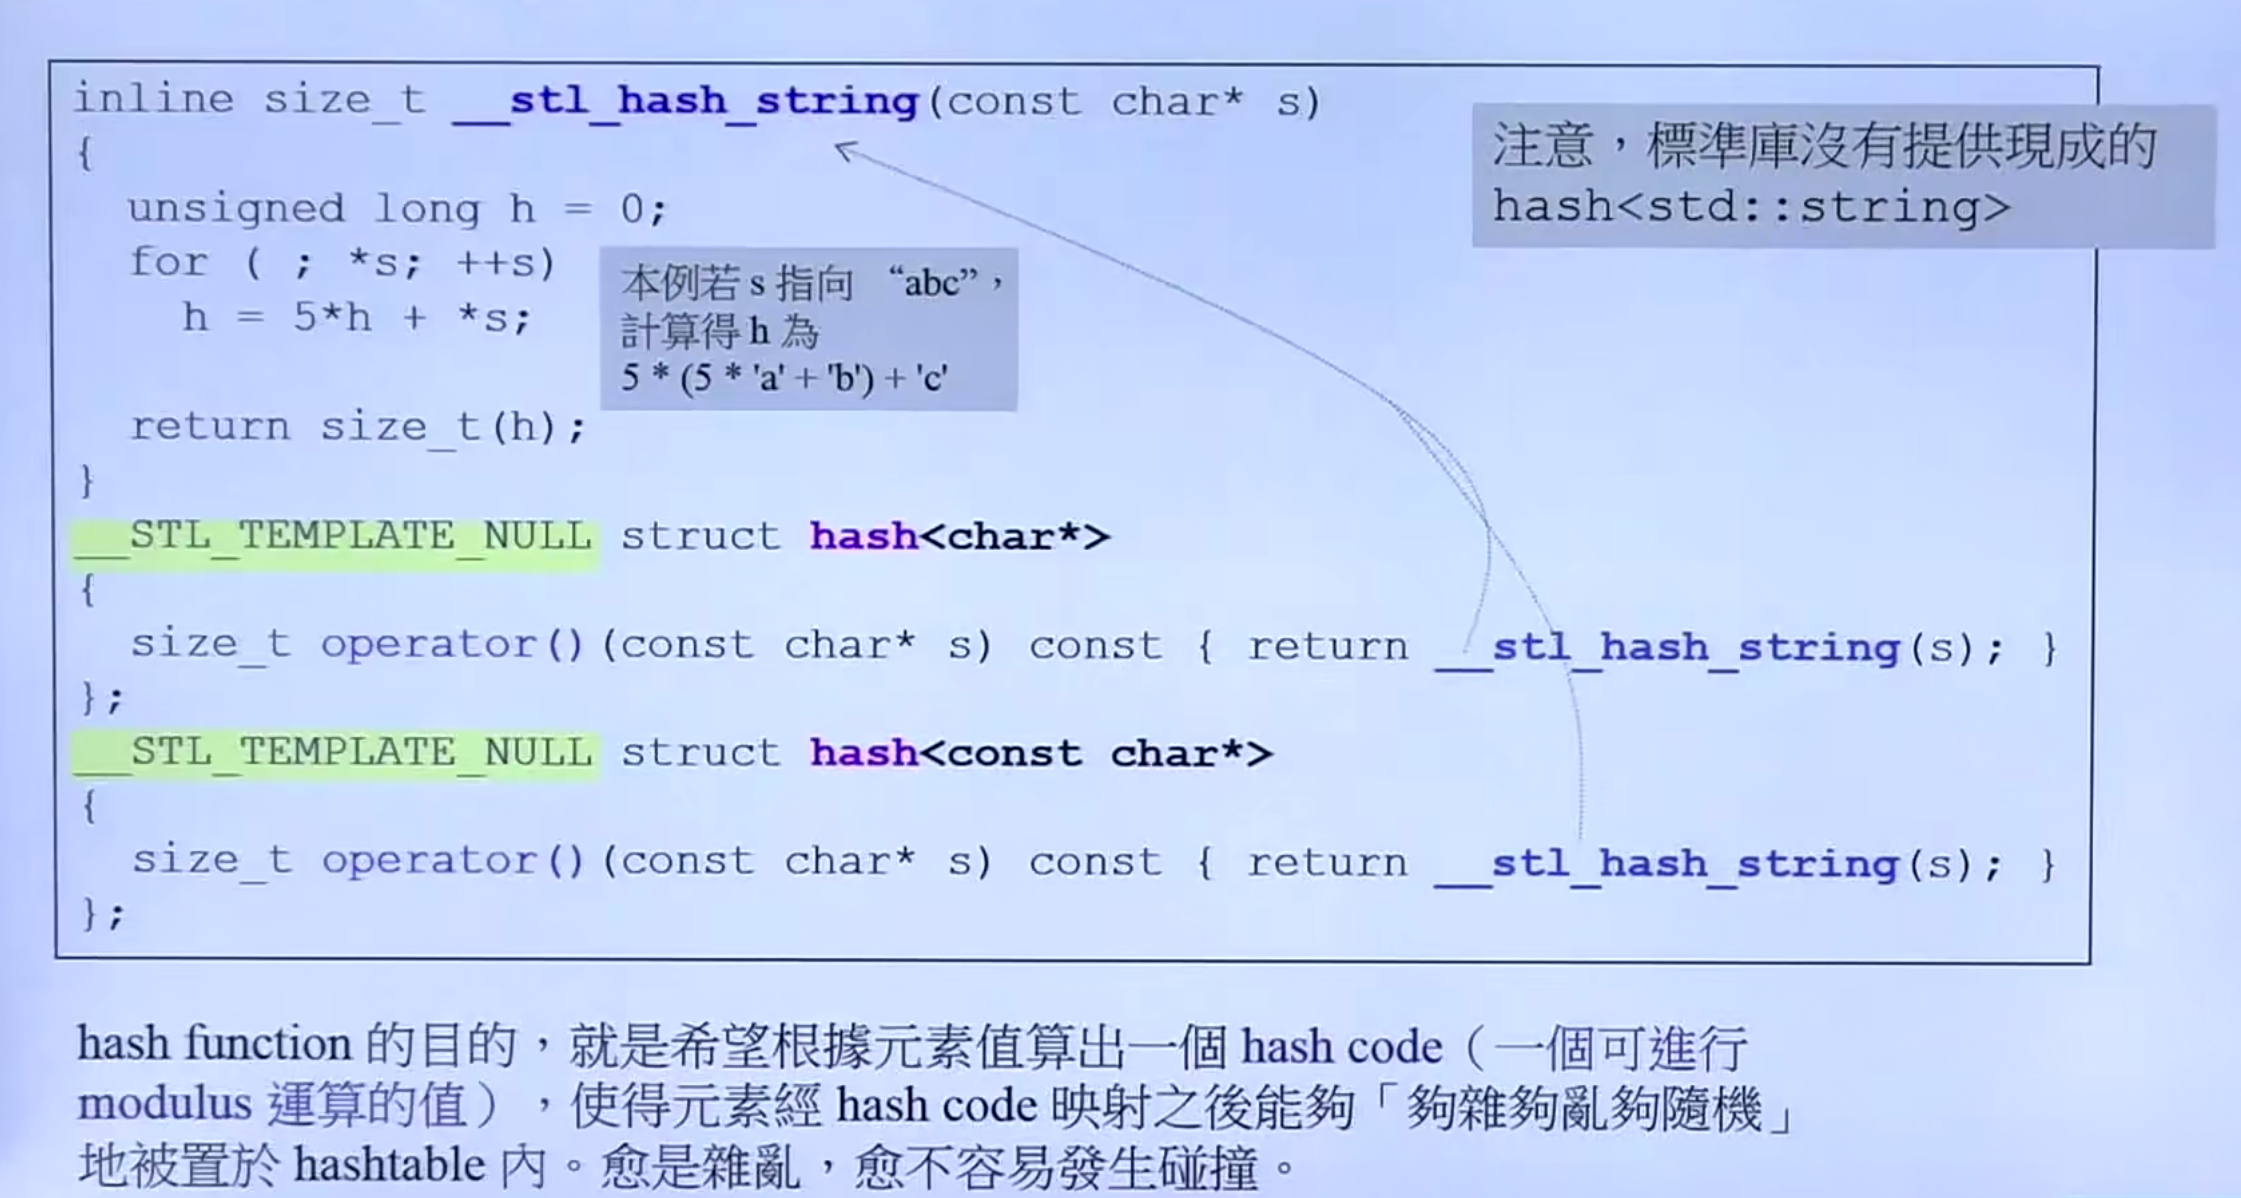 inline size_t __stl_hash_string(const char* s)
{
注意，標準庫沒有提供現成的
hash<std::string>
unsigned long h = 0;
for ( ; *s; ++s)
h = 5*h + *s;
本例若 s 指向 “abc”，
計算得 h 為
5 * (5 * 'a' + 'b') + 'c'
return size_t(h);
}
__STL_TEMPLATE_NULL struct hash<char*>
{
size_t operator()(const char* s) const { return __stl_hash_string(s); }
};
__STL_TEMPLATE_NULL struct hash<const char*>
{
size_t operator()(const char* s) const { return __stl_hash_string(s); }
};
hash function 的目的，就是希望根據元素值算出一個 hash code（一個可進行
modulus 運算的值），使得元素經 hash code 映射之後能夠「夠雜夠亂夠隨機」
地被置於 hashtable 內。愈是雜亂，愈不容易發生碰撞。